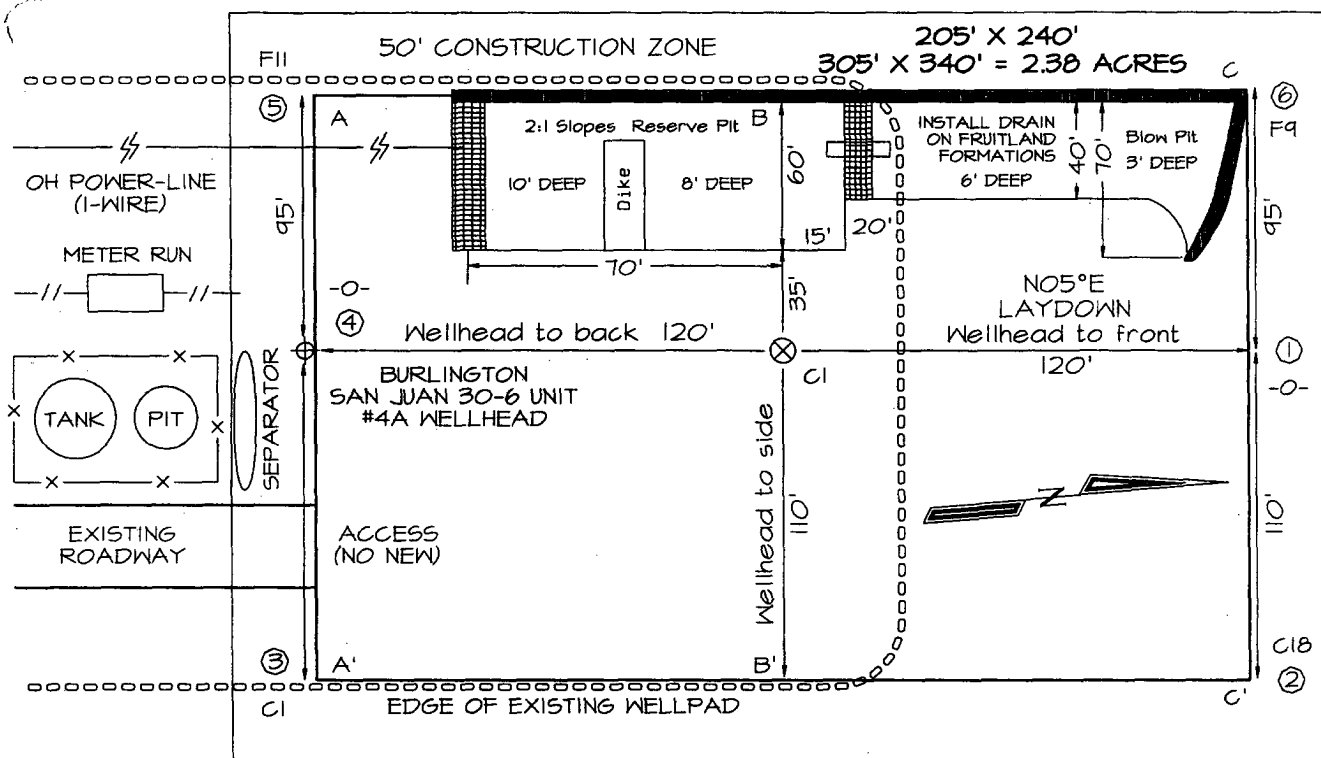 50' CONSTRUCTION ZONE
205' X 240'
305' X 340' = 2.38 ACRES
F11
C
⑤
A
2:1 Slopes Reserve Pit
B
INSTALL DRAIN
ON FRUITLAND
FORMATIONS
6' DEEP
40'
70'
Blow Pit
3' DEEP
⑥
F9
OH POWER-LINE
(1-WIRE)
95'
10' DEEP
Dike
8' DEEP
60'
15'
20'
95'
METER RUN
70'
35'
-0-
④
Wellhead to back 120'
N05°E
LAYDOWN
Wellhead to front
120'
①
-0-
C1
BURLINGTON
SAN JUAN 30-6 UNIT
#4A WELLHEAD
TANK
PIT
SEPARATOR
Wellhead to side
110'
N
110'
EXISTING
ROADWAY
ACCESS
(NO NEW)
③
A'
B'
C18
②
C1
EDGE OF EXISTING WELLPAD
C'